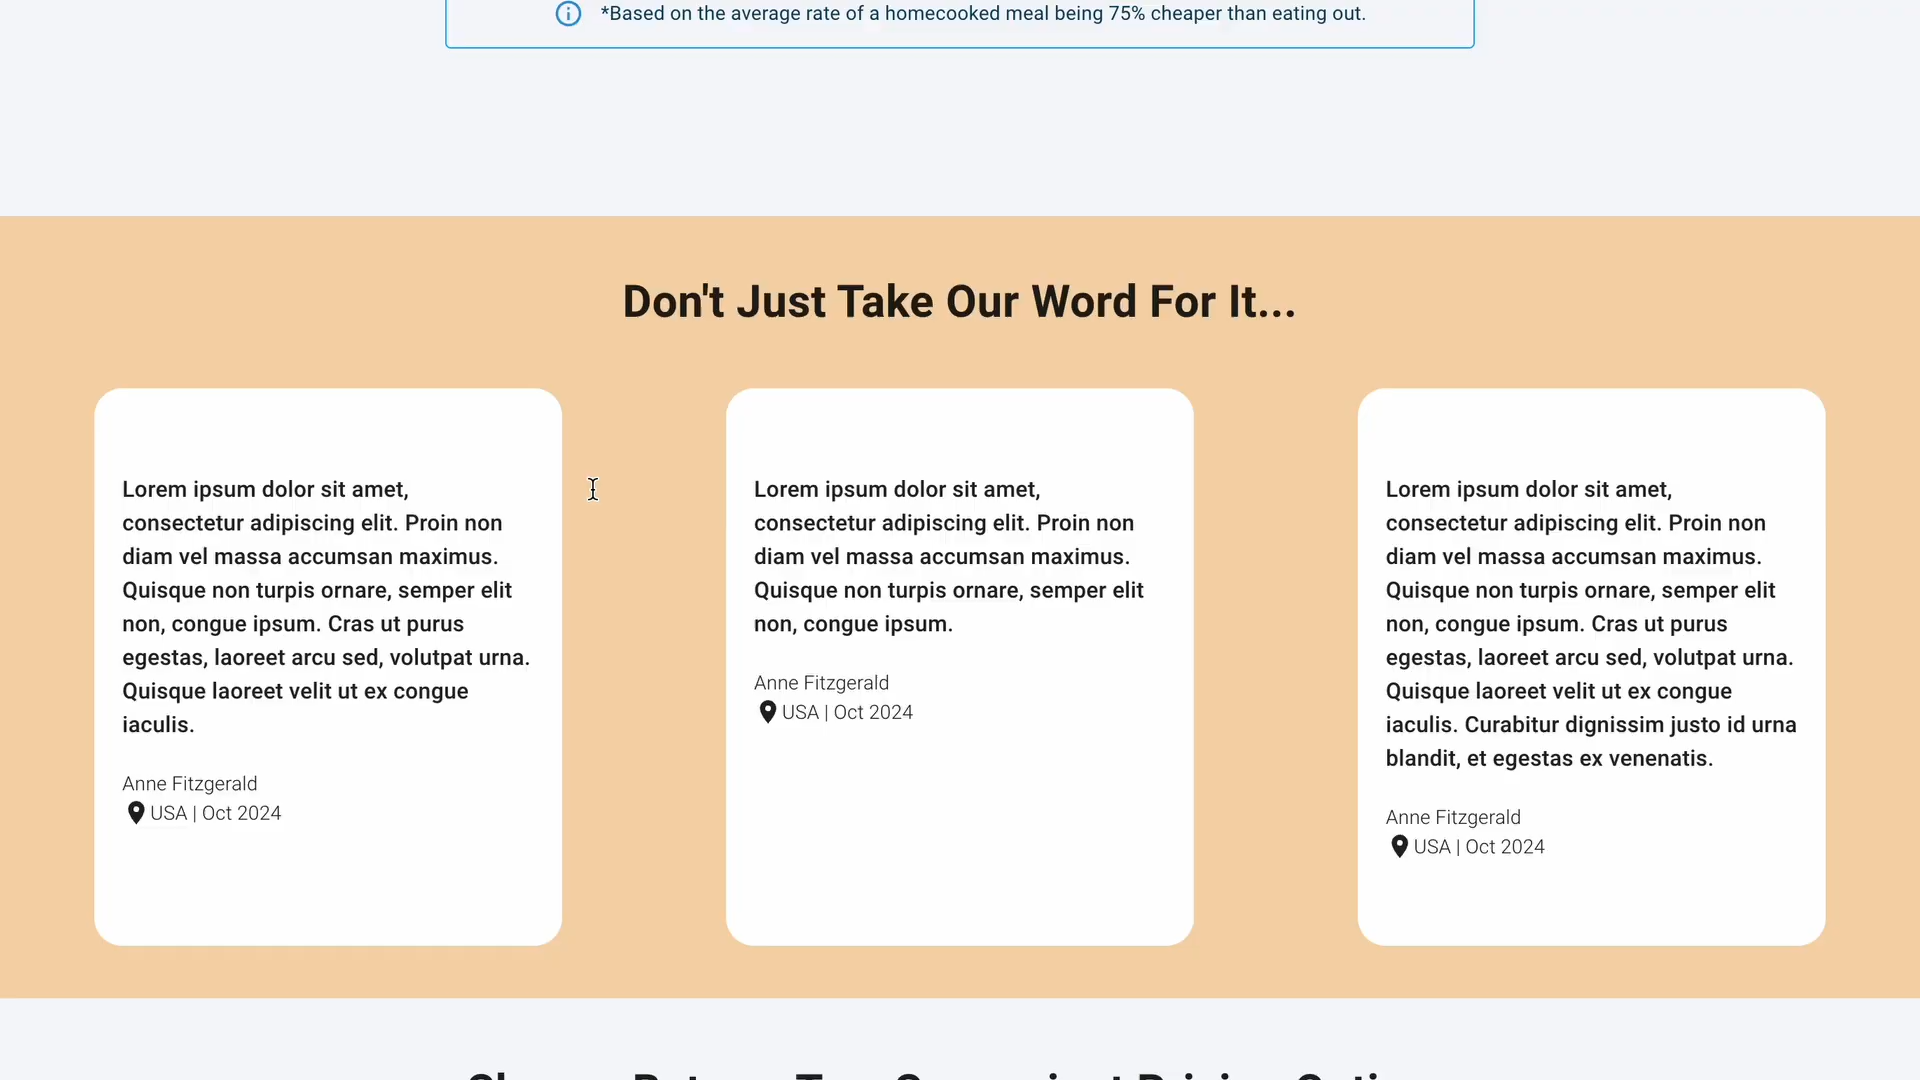 *Based on the average rate of a homecooked meal being 75% cheaper than eating out.
Don't Just Take Our Word For It...
Lorem ipsum dolor sit amet,
consectetur adipiscing elit. Proin non
diam vel massa accumsan maximus.
Quisque non turpis ornare, semper elit
non, congue ipsum. Cras ut purus
egestas, laoreet arcu sed, volutpat urna.
Quisque laoreet velit ut ex congue
iaculis.
Anne Fitzgerald
USA | Oct 2024
Lorem ipsum dolor sit amet,
consectetur adipiscing elit. Proin non
diam vel massa accumsan maximus.
Quisque non turpis ornare, semper elit
non, congue ipsum.
Anne Fitzgerald
USA | Oct 2024
Lorem ipsum dolor sit amet,
consectetur adipiscing elit. Proin non
diam vel massa accumsan maximus.
Quisque non turpis ornare, semper elit
non, congue ipsum. Cras ut purus
egestas, laoreet arcu sed, volutpat urna.
Quisque laoreet velit ut ex congue
iaculis. Curabitur dignissim justo id urna
blandit, et egestas ex venenatis.
Anne Fitzgerald
USA | Oct 2024